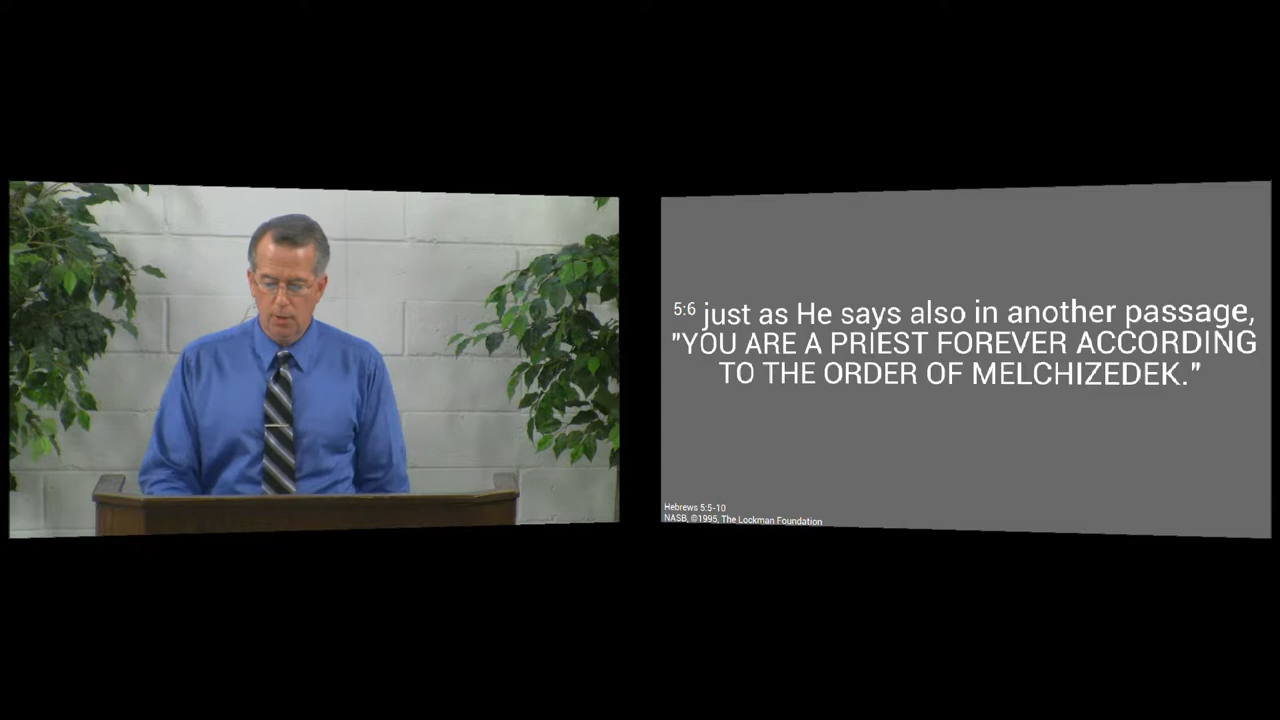 5:6 just as He says also in another passage,
"YOU ARE A PRIEST FOREVER ACCORDING
TO THE ORDER OF MELCHIZEDEK."
Hebrews 5:5-10
NASB, ©1995, The Lockman Foundation